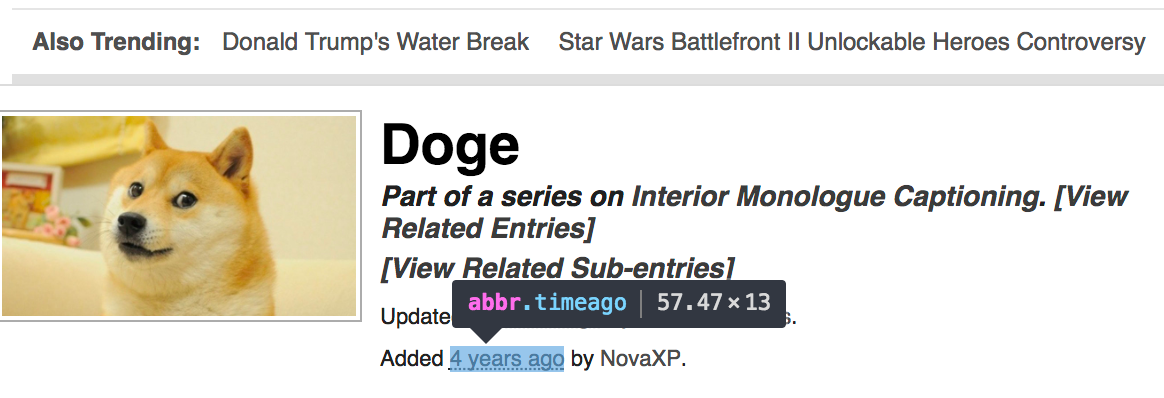 Also Trending: Donald Trump's Water Break Star Wars Battlefront II Unlockable Heroes Controversy
Doge
Part of a series on Interior Monologue Captioning. [View
Related Entries]
[View Related Sub-entries]
abbr.timeago 57.47×13
Added 4 years ago by NovaXP.